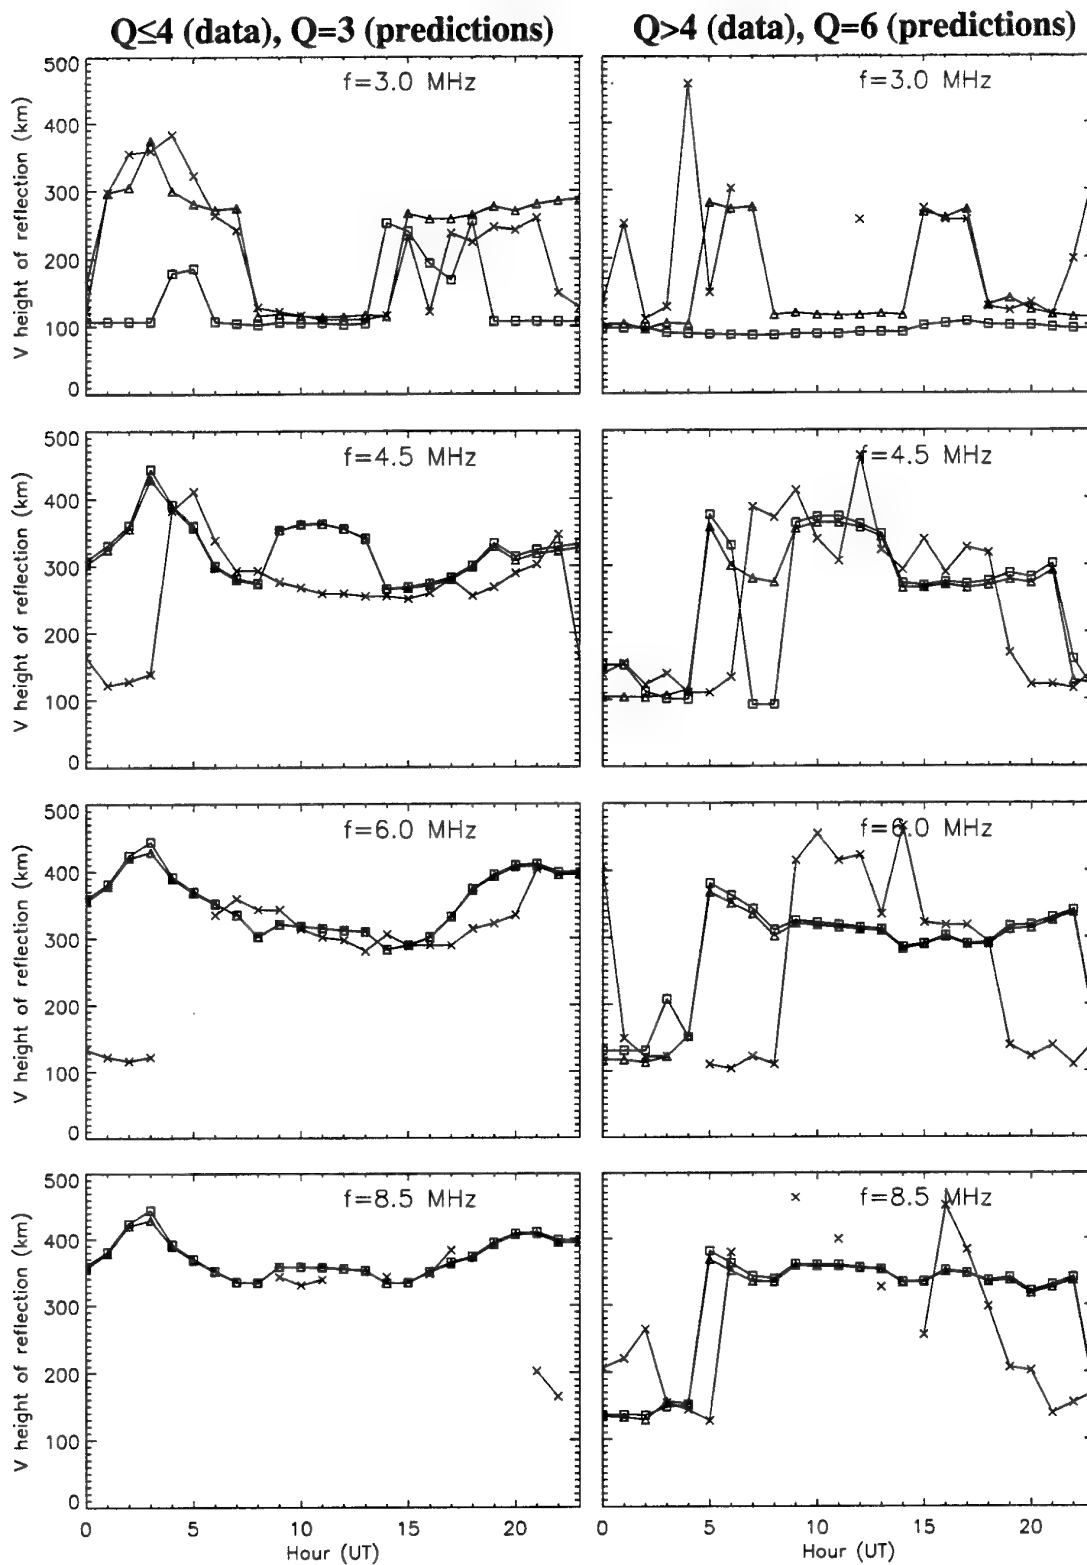 Q≤4 (data), Q=3 (predictions)
Q>4 (data), Q=6 (predictions)
f=3.0 MHz
V height of reflection (km)
500
400
300
200
100
0
f=3.0 MHz
f=4.5 MHz
V height of reflection (km)
500
400
300
200
100
0
f=4.5 MHz
f=6.0 MHz
V height of reflection (km)
500
400
300
200
100
0
f=6.0 MHz
f=8.5 MHz
V height of reflection (km)
500
400
300
200
100
0
f=8.5 MHz
0 5 10 15 20
Hour (UT)
0 5 10 15 20
Hour (UT)